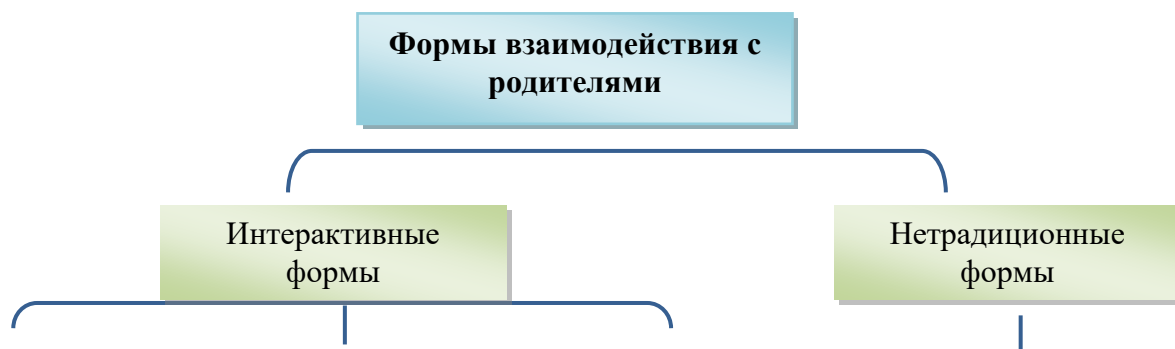 Формы взаимодействия с
родителями
Интерактивные
формы
Нетрадиционные
формы